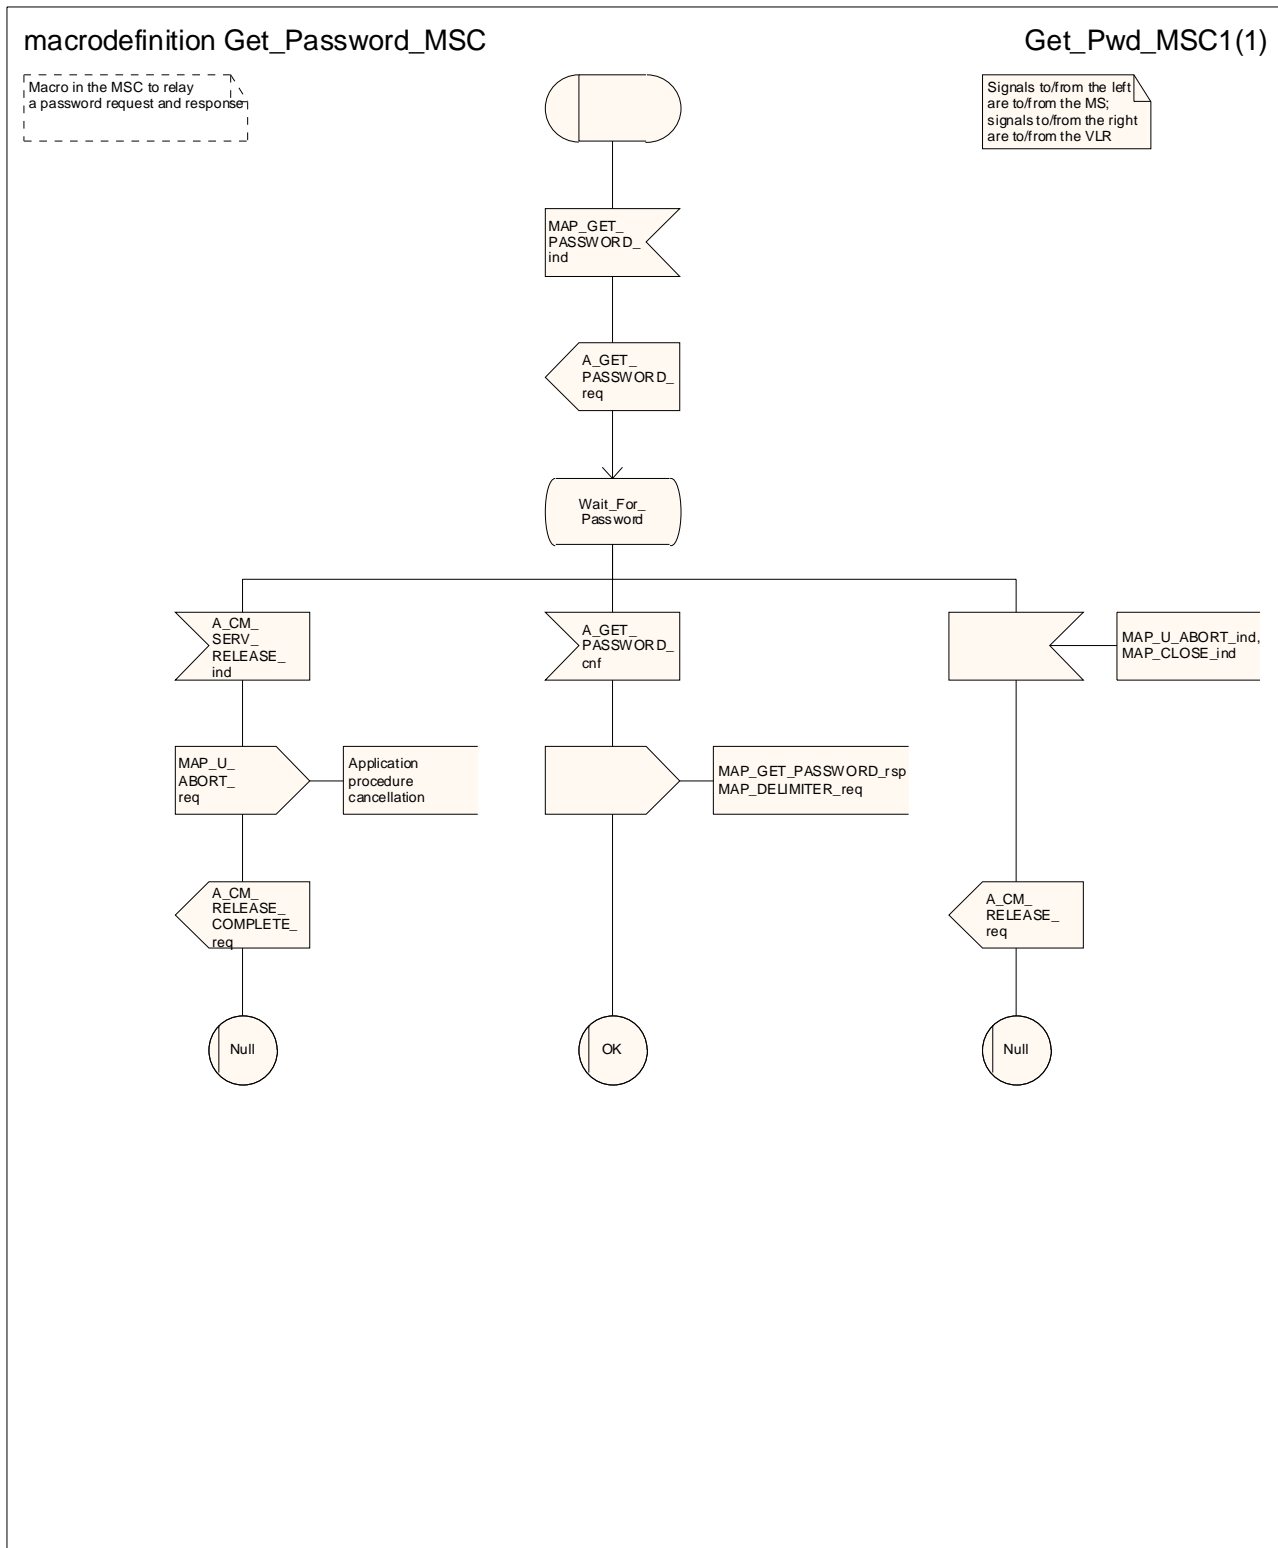 macrodefinition Get_Password_MSC
Get_Pwd_MSC1(1)
Macro in the MSC to relay
a password request and response
Signals to/from the left
are to/from the MS;
signals to/from the right
are to/from the VLR
MAP_GET_
PASSWORD_
ind
A_GET_
PASSWORD_
req
Wait_For_
Password
A_CM_
SERV_
RELEASE_
ind
A_GET_
PASSWORD_
cnf
MAP_U_ABORT_ind,
MAP_CLOSE_ind
MAP_U_
ABORT_
req
Application
procedure
cancellation
MAP_GET_PASSWORD_rsp
MAP_DELIMITER_req
A_CM_
RELEASE_
COMPLETE_
req
A_CM_
RELEASE_
req
Null
OK
Null